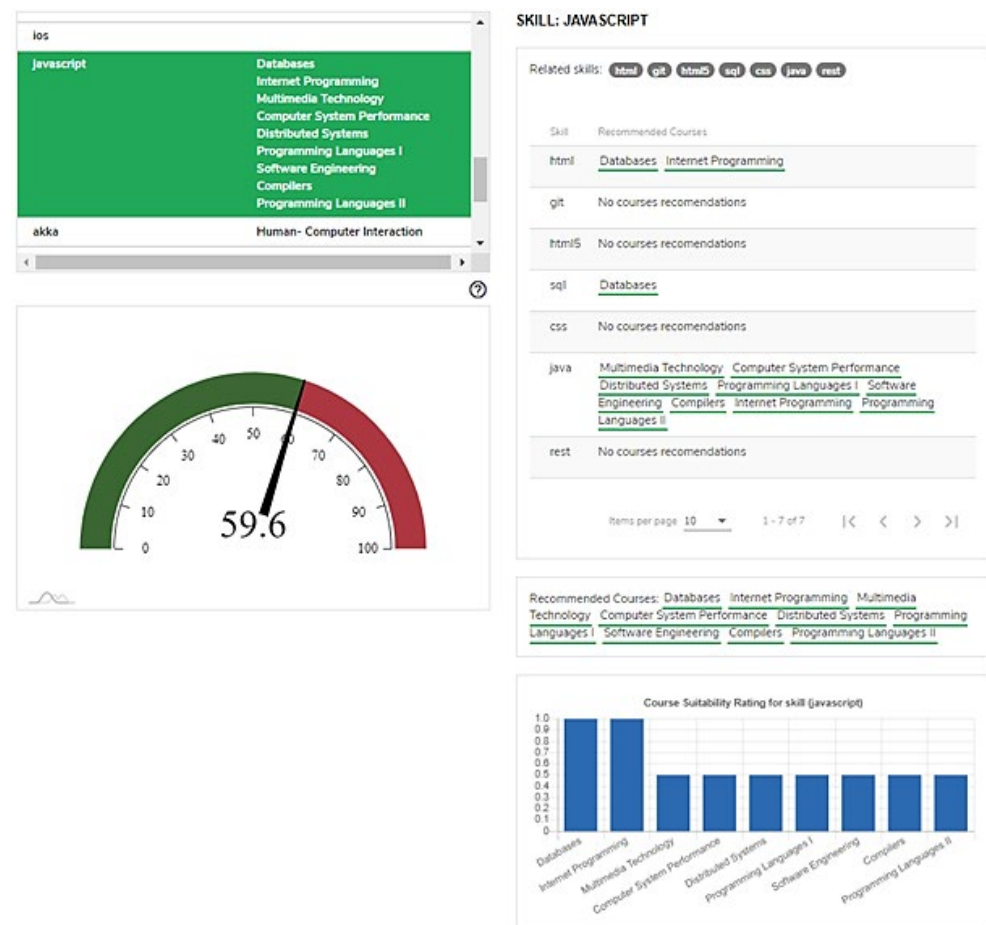 ios
javascript Databases
Internet Programming
Multimedia Technology
Computer System Performance
Distributed Systems
Programming Languages I
Software Engineering
Compilers
Programming Languages II
akka Human- Computer Interaction
0
10
20
30
40
50
60
70
80
90
100
59.6
SKILL: JAVASCRIPT
Related skills: html git html5 sql css java rest
Skill Recommended Courses
html Databases Internet Programming
git No courses recomendations
html5 No courses recomendations
sql Databases
css No courses recomendations
java Multimedia Technology Computer System Performance
Distributed Systems Programming Languages I Software
Engineering Compilers Internet Programming Programming
Languages II
rest No courses recomendations
Items per page 10 1 - 7 of 7
Recommended Courses: Databases Internet Programming Multimedia
Technology Computer System Performance Distributed Systems Programming
Languages I Software Engineering Compilers Programming Languages II
Course Suitability Rating for skill (javascript)
1.0
0.9
0.8
0.7
0.6
0.5
0.4
0.3
0.2
0.1
0
Databases
Internet Programming
Multimedia Technology
Computer System Performance
Distributed Systems
Programming Languages I
Software Engineering
Compilers
Programming Languages II